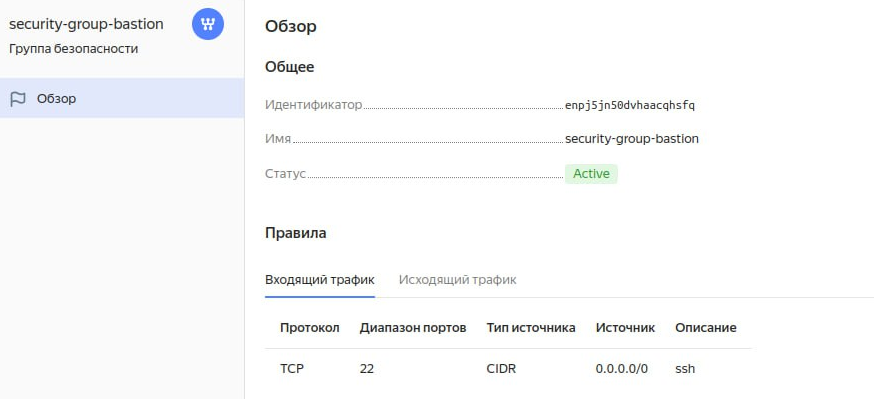 security-group-bastion
Группа безопасности
Обзор
Обзор
Общее
Идентификатор enpj5jn50dvhaacqhsfq
Имя security-group-bastion
Статус Active
Правила
Входящий трафик Исходящий трафик
Протокол Диапазон портов Тип источника Источник Описание
TCP 22 CIDR 0.0.0.0/0 ssh